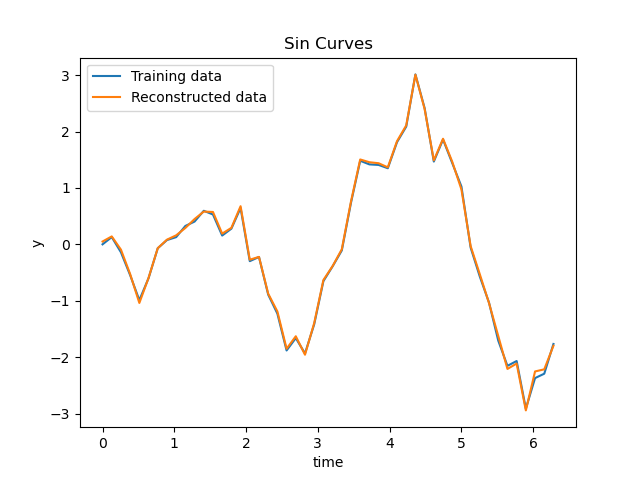 Sin Curves
Training data
Reconstructed data
3
2
1
0
−1
−2
−3
y
0 1 2 3 4 5 6
time